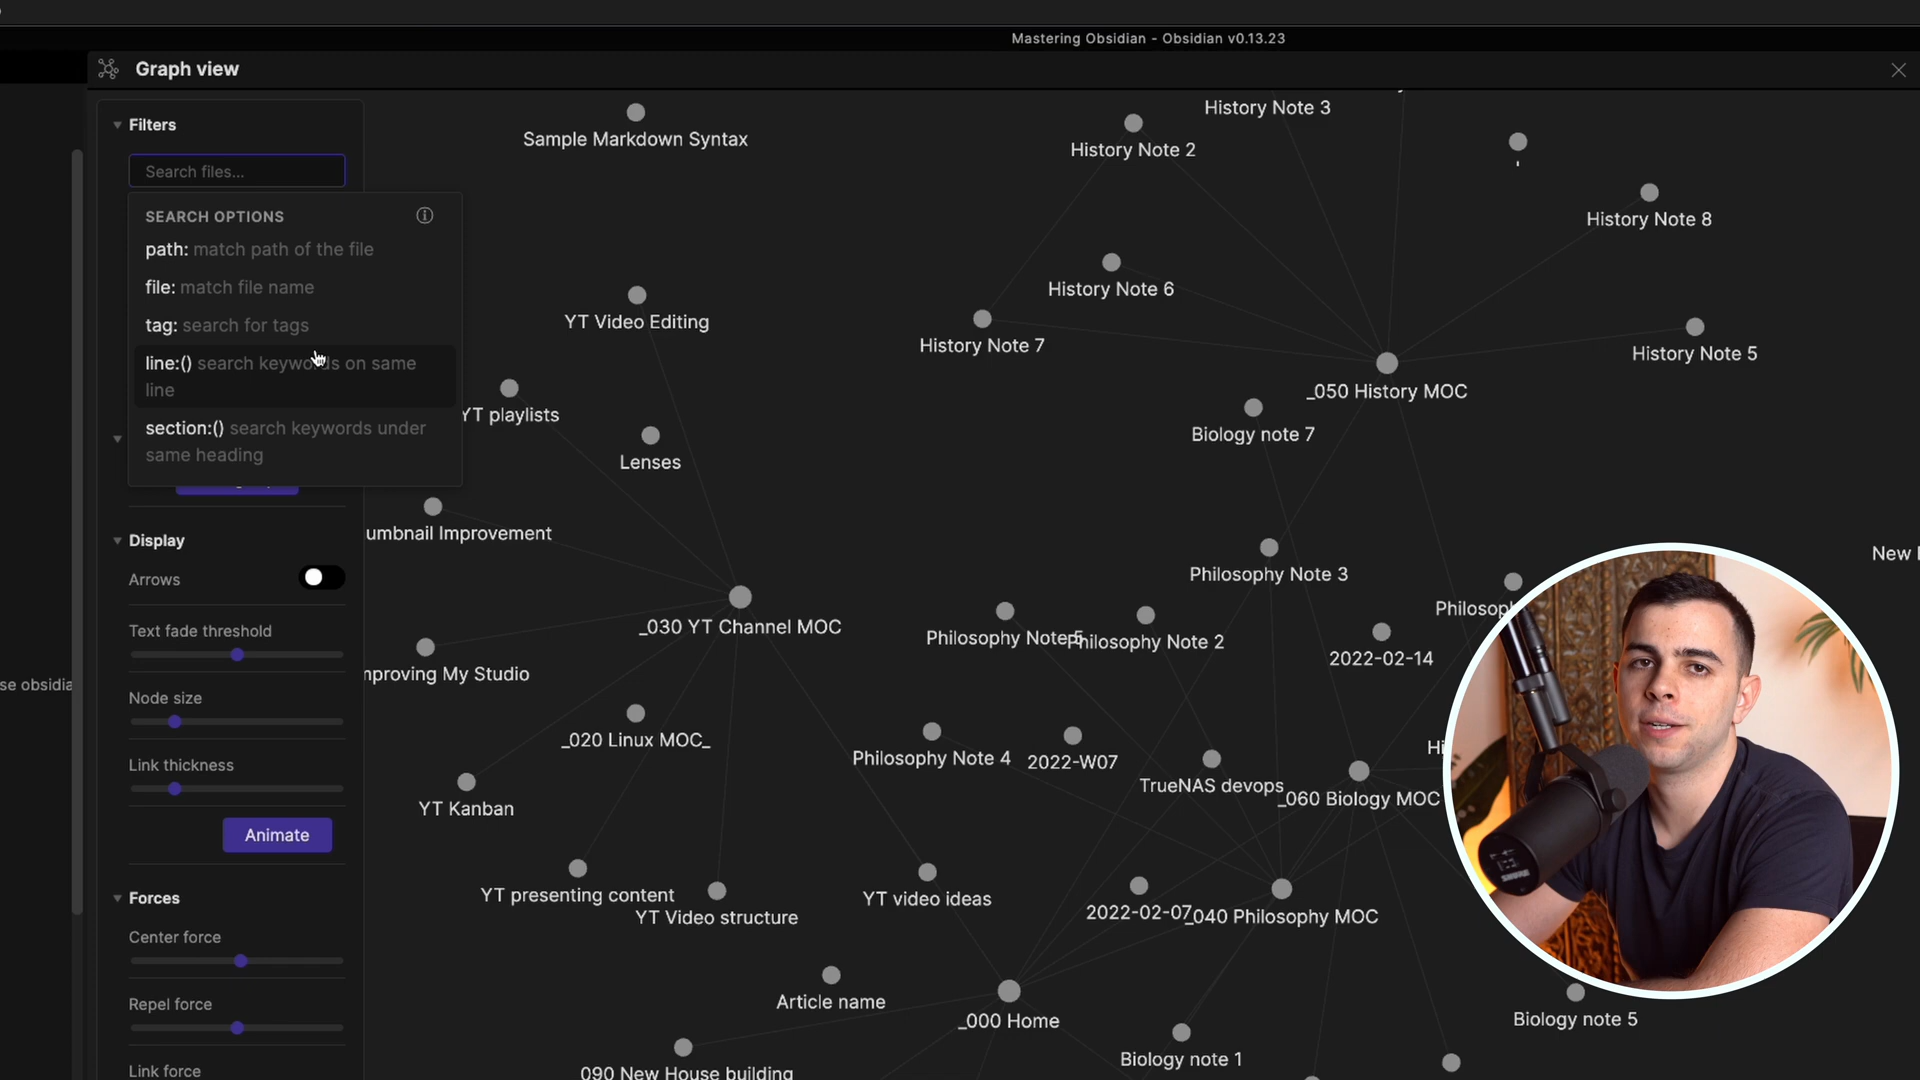 Mastering Obsidian - Obsidian v0.13.23
Graph view
Filters
Search files...
SEARCH OPTIONS
path: match path of the file
file: match file name
tag: search for tags
line:() search keywords on same
line
section:() search keywords under
same heading
Display
Arrows
Text fade threshold
Node size
Link thickness
Animate
Forces
Center force
Repel force
Link force
se obsidia
Sample Markdown Syntax
History Note 3
History Note 2
History Note 8
History Note 6
YT Video Editing
History Note 7
History Note 5
_050 History MOC
YT playlists
Biology note 7
Lenses
umbnail Improvement
New
Philosophy Note 3
Philosop
_030 YT Channel MOC
Philosophy Note 5
Philosophy Note 2
2022-02-14
mproving My Studio
_020 Linux MOC_
Hi
Philosophy Note 4
2022-W07
TrueNAS devops
_060 Biology MOC
YT Kanban
YT presenting content
YT Video structure
YT video ideas
2022-02-07
_040 Philosophy MOC
Article name
_000 Home
Biology note 5
Biology note 1
090 New House building
SHURE